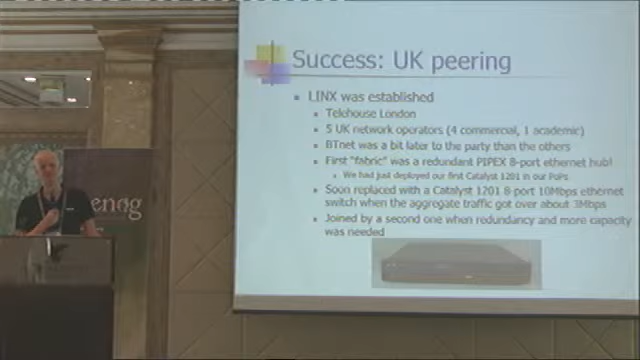 Success: UK peering
LINX was established
Telehouse London
5 UK network operators (4 commercial, 1 academic)
BTnet was a bit later to the party than the others
First "fabric" was a redundant PIPEX 8-port ethernet hub!
We had just deployed our first Catalyst 1201 in our PoPs
Soon replaced with a Catalyst 1201 8-port 10Mbps ethernet
switch when the aggregate traffic got over about 3Mbps
Joined by a second one when redundancy and more capacity
was needed
enog